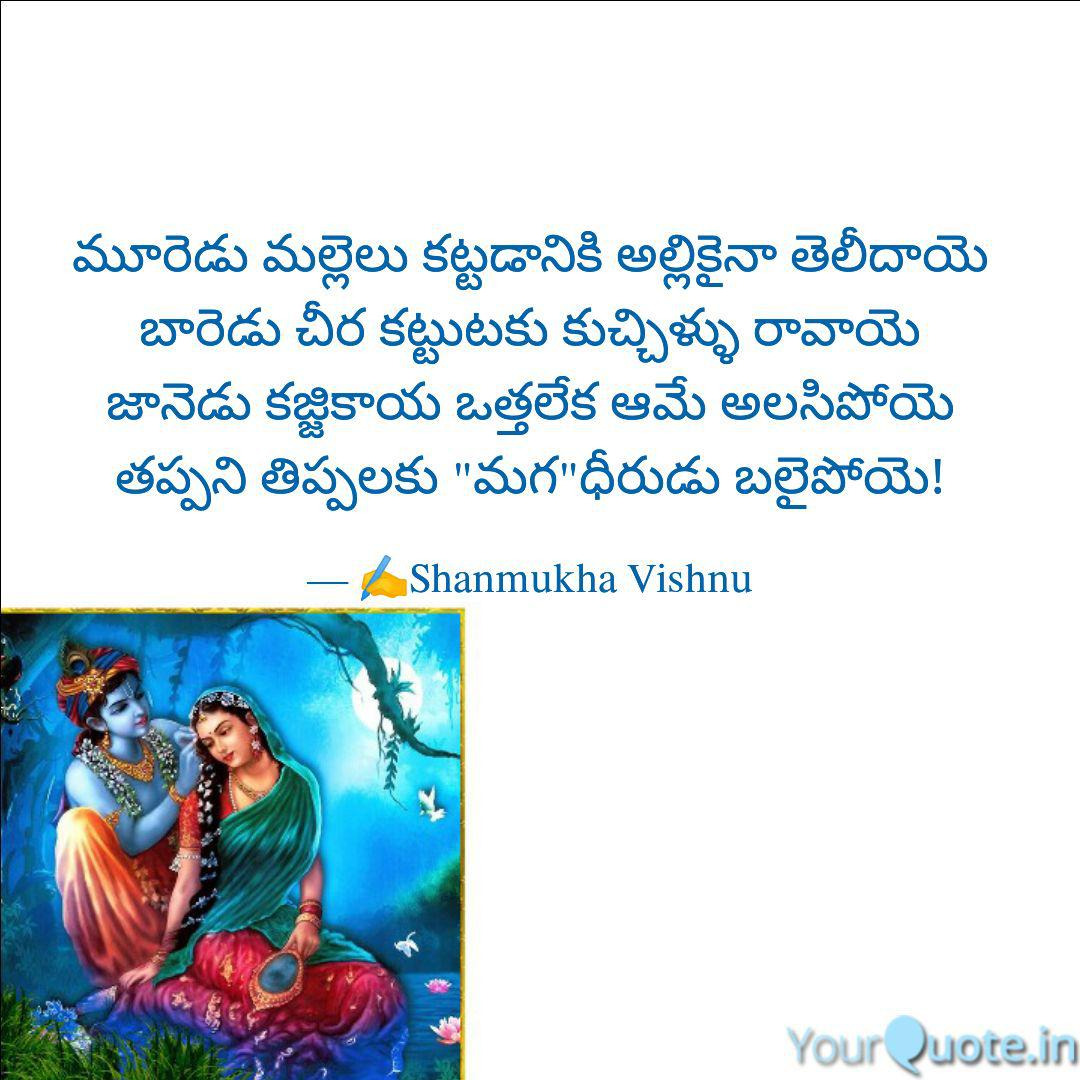 మూరెడు మల్లెలు కట్టడానికి అల్లికైనా తెలీదాయె
బారెడు చీర కట్టుటకు కుచ్చిళ్ళు రావాయె
జానెడు కజ్జికాయ ఒత్తలేక ఆమే అలసిపోయె
తప్పని తిప్పలకు "మగ"ధీరుడు బలైపోయె!
— ✍Shanmukha Vishnu
YourQuote.in